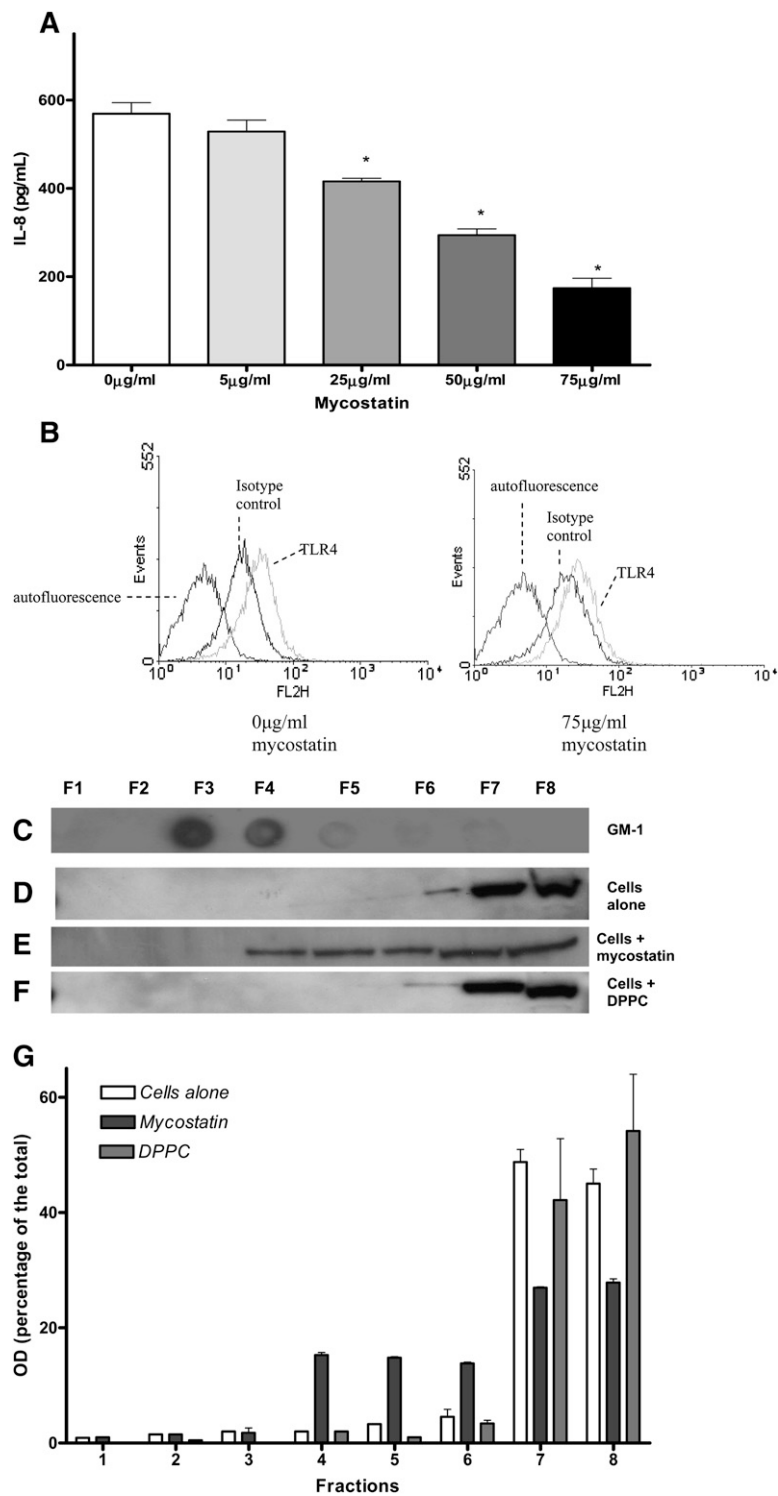 A
IL-8 (pg/mL)
600
400
200
0
*
*
*
0μg/ml 5μg/ml 25μg/ml 50μg/ml 75μg/ml
Mycostatin
B
552
Events
0
autofluorescence
Isotype
control
TLR4
10⁰ 10¹ 10² 10³ 10⁴
FL2H
0μg/ml
mycostatin
552
Events
0
autofluorescence
Isotype
control
TLR4
10⁰ 10¹ 10² 10³ 10⁴
FL2H
75μg/ml
mycostatin
F1 F2 F3 F4 F5 F6 F7 F8
C
GM-1
D
Cells
alone
E
Cells +
mycostatin
F
Cells +
DPPC
G
OD (percentage of the total)
60
40
20
0
Cells alone
Mycostatin
DPPC
1 2 3 4 5 6 7 8
Fractions